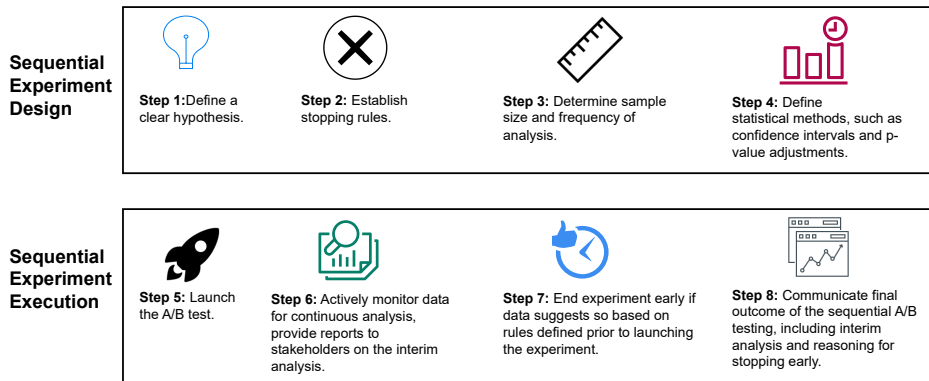 Sequential
Experiment
Design
Step 1:Define a
clear hypothesis.
Step 2: Establish
stopping rules.
Step 3: Determine sample
size and frequency of
analysis.
Step 4: Define
statistical methods, such as
confidence intervals and p-
value adjustments.
Sequential
Experiment
Execution
Step 5: Launch
the A/B test.
Step 6: Actively monitor data
for continuous analysis,
provide reports to
stakeholders on the interim
analysis.
Step 7: End experiment early if
data suggests so based on
rules defined prior to launching
the experiment.
Step 8: Communicate final
outcome of the sequential A/B
testing, including interim
analysis and reasoning for
stopping early.